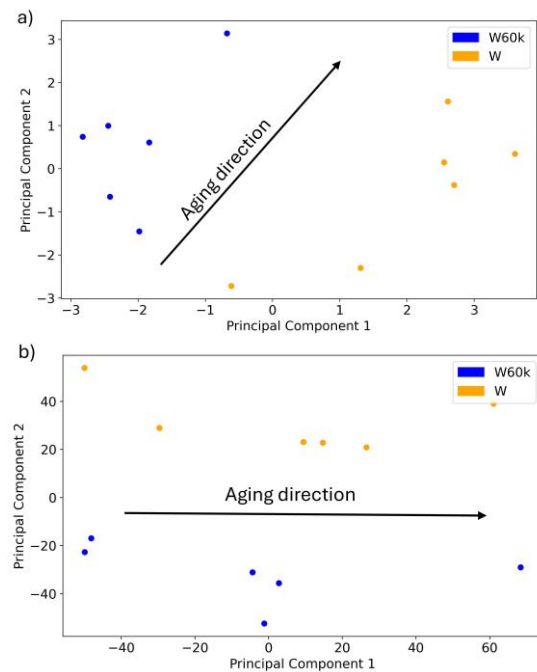 a)
W60k
W
3
2
1
0
−1
−2
−3
Principal Component 2
Aging direction
−3 −2 −1 0 1 2 3
Principal Component 1
b)
W60k
W
40
20
0
−20
−40
Principal Component 2
Aging direction
−40 −20 0 20 40 60
Principal Component 1